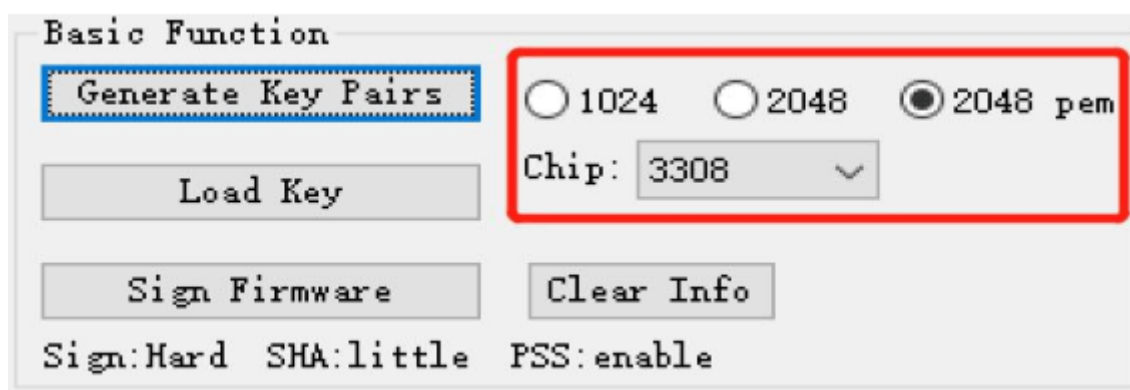 Basic Function
Generate Key Pairs 1024 2048 2048 pem
Load Key Chip: 3308
Sign Firmware Clear Info
Sign:Hard SHA:little PSS:enable